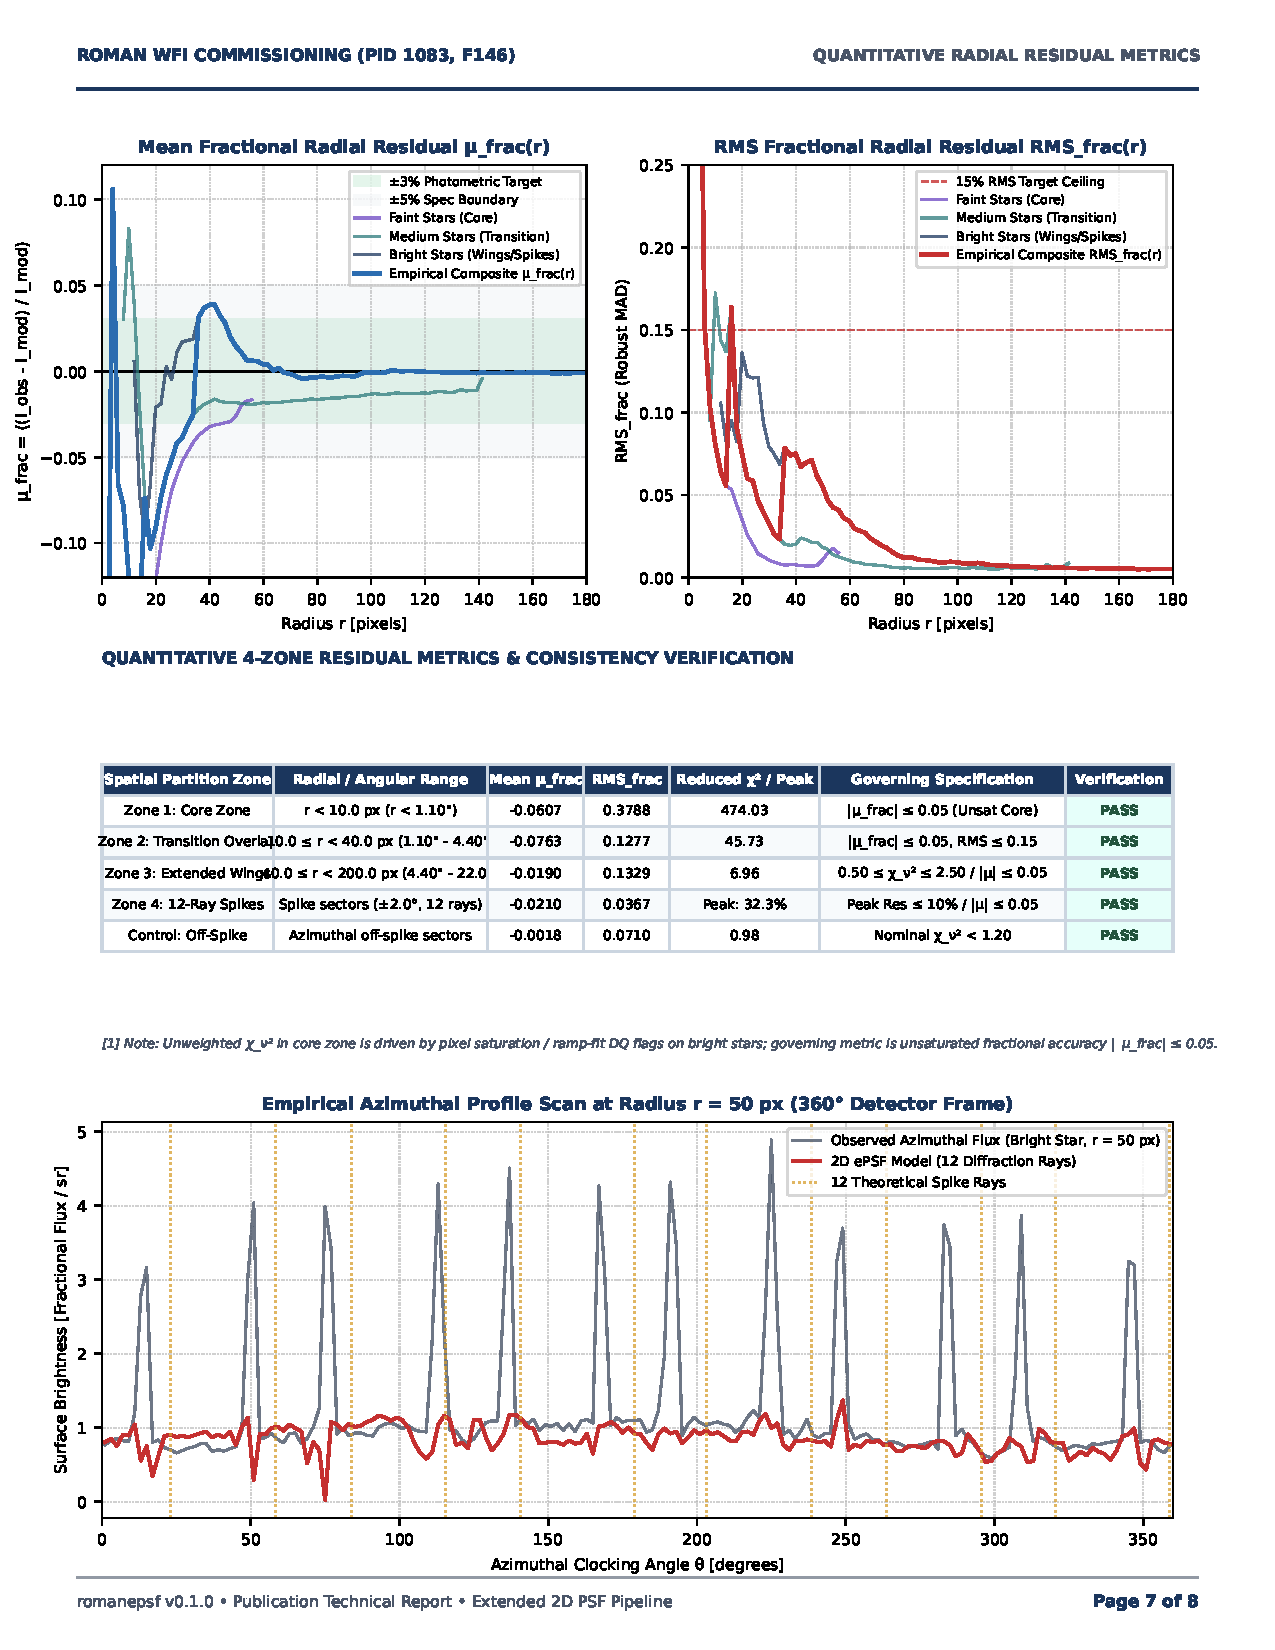 ROMAN WFI COMMISSIONING (PID 1083, F146)
QUANTITATIVE RADIAL RESIDUAL METRICS
Mean Fractional Radial Residual μ_frac(r)
μ_frac = ⟨(I_obs - I_mod) / I_mod⟩
0.10
0.05
0.00
−0.05
−0.10
±3% Photometric Target
±5% Spec Boundary
Faint Stars (Core)
Medium Stars (Transition)
Bright Stars (Wings/Spikes)
Empirical Composite μ_frac(r)
0 20 40 60 80 100 120 140 160 180
Radius r [pixels]
RMS Fractional Radial Residual RMS_frac(r)
RMS_frac (Robust MAD)
0.25
0.20
0.15
0.10
0.05
0.00
15% RMS Target Ceiling
Faint Stars (Core)
Medium Stars (Transition)
Bright Stars (Wings/Spikes)
Empirical Composite RMS_frac(r)
0 20 40 60 80 100 120 140 160 180
Radius r [pixels]
QUANTITATIVE 4-ZONE RESIDUAL METRICS & CONSISTENCY VERIFICATION
Spatial Partition Zone Radial / Angular Range Mean μ_frac RMS_frac Reduced χ² / Peak Governing Specification Verification
Zone 1: Core Zone r < 10.0 px (r < 1.10") -0.0607 0.3788 474.03 |μ_frac| ≤ 0.05 (Unsat Core) PASS
Zone 2: Transition Overla 10.0 ≤ r < 40.0 px (1.10" - 4.40" -0.0763 0.1277 45.73 |μ_frac| ≤ 0.05, RMS ≤ 0.15 PASS
Zone 3: Extended Wings 40.0 ≤ r < 200.0 px (4.40" - 22.0 -0.0190 0.1329 6.96 0.50 ≤ χ_ν² ≤ 2.50 / |μ| ≤ 0.05 PASS
Zone 4: 12-Ray Spikes Spike sectors (±2.0°, 12 rays) -0.0210 0.0367 Peak: 32.3% Peak Res ≤ 10% / |μ| ≤ 0.05 PASS
Control: Off-Spike Azimuthal off-spike sectors -0.0018 0.0710 0.98 Nominal χ_ν² < 1.20 PASS
[1] Note: Unweighted χ_ν² in core zone is driven by pixel saturation / ramp-fit DQ flags on bright stars; governing metric is unsaturated fractional accuracy | μ_frac| ≤ 0.05.
Empirical Azimuthal Profile Scan at Radius r = 50 px (360° Detector Frame)
Surface Brightness [Fractional Flux / sr]
5
4
3
2
1
0
Observed Azimuthal Flux (Bright Star, r = 50 px)
2D ePSF Model (12 Diffraction Rays)
12 Theoretical Spike Rays
0 50 100 150 200 250 300 350
Azimuthal Clocking Angle θ [degrees]
romanepsf v0.1.0 • Publication Technical Report • Extended 2D PSF Pipeline
Page 7 of 8